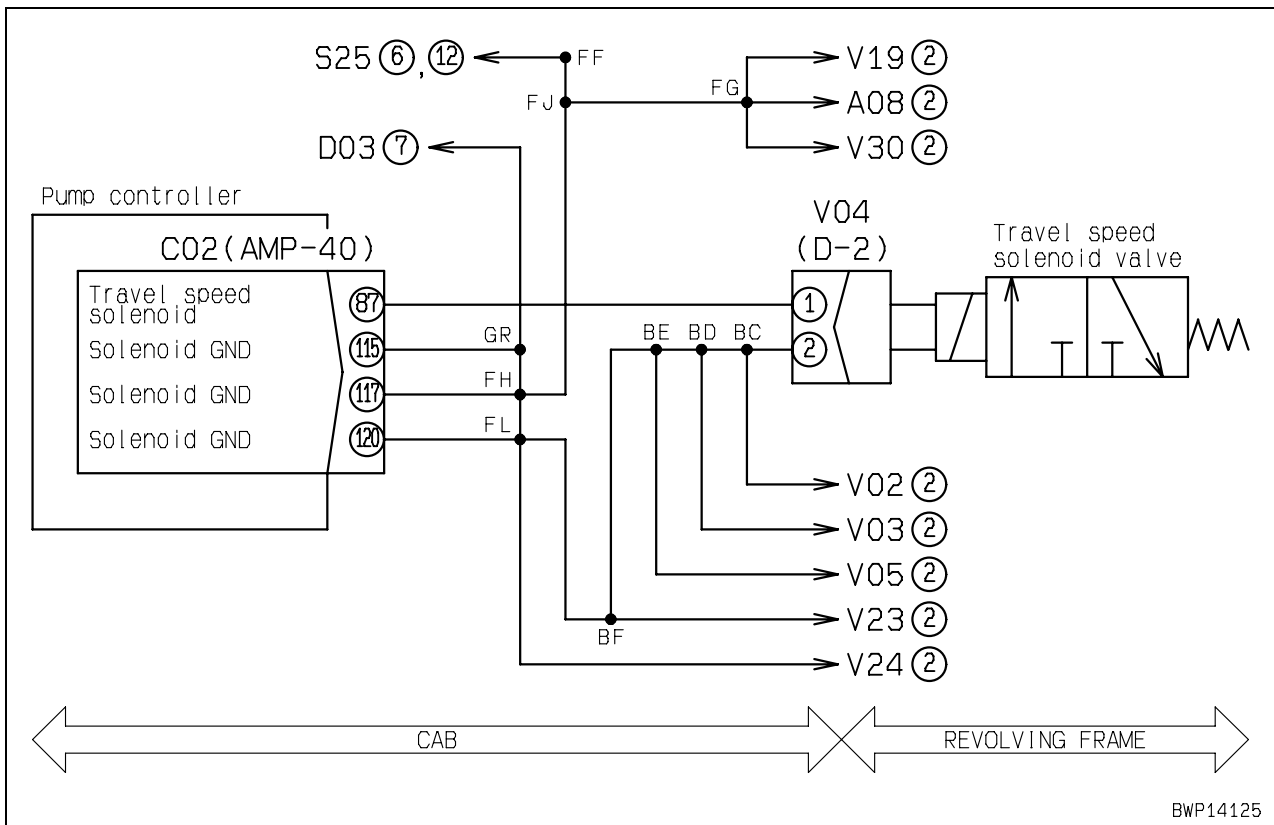 S25 ⑥,⑫
FF
V19 ②
FJ
FG
A08 ②
D03 ⑦
V30 ②
Pump controller
C02(AMP-40)
V04
(D-2)
Travel speed
solenoid valve
Travel speed
solenoid
87
①
Solenoid GND
115
GR
BE
BD
BC
②
Solenoid GND
117
FH
Solenoid GND
120
FL
V02 ②
V03 ②
V05 ②
V23 ②
BF
V24 ②
CAB
REVOLVING FRAME
BWP14125